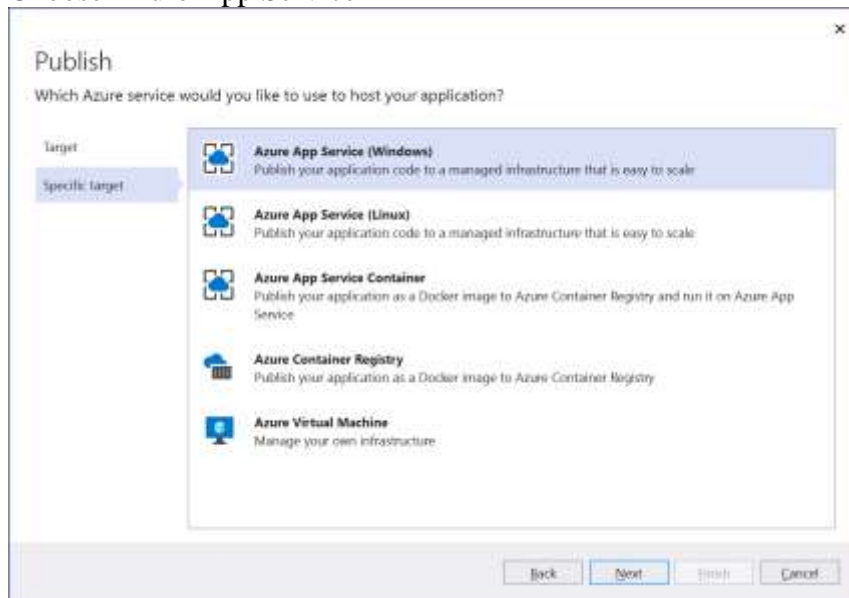 Publish
Which Azure service would you like to use to host your application?
Target
Specific target
Azure App Service (Windows)
Publish your application code to a managed infrastructure that is easy to scale
Azure App Service (Linux)
Publish your application code to a managed infrastructure that is easy to scale
Azure App Service Container
Publish your application as a Docker image to Azure Container Registry and run it on Azure App
Service
Azure Container Registry
Publish your application as a Docker image to Azure Container Registry
Azure Virtual Machine
Manage your own infrastructure
Back Next Finish Cancel